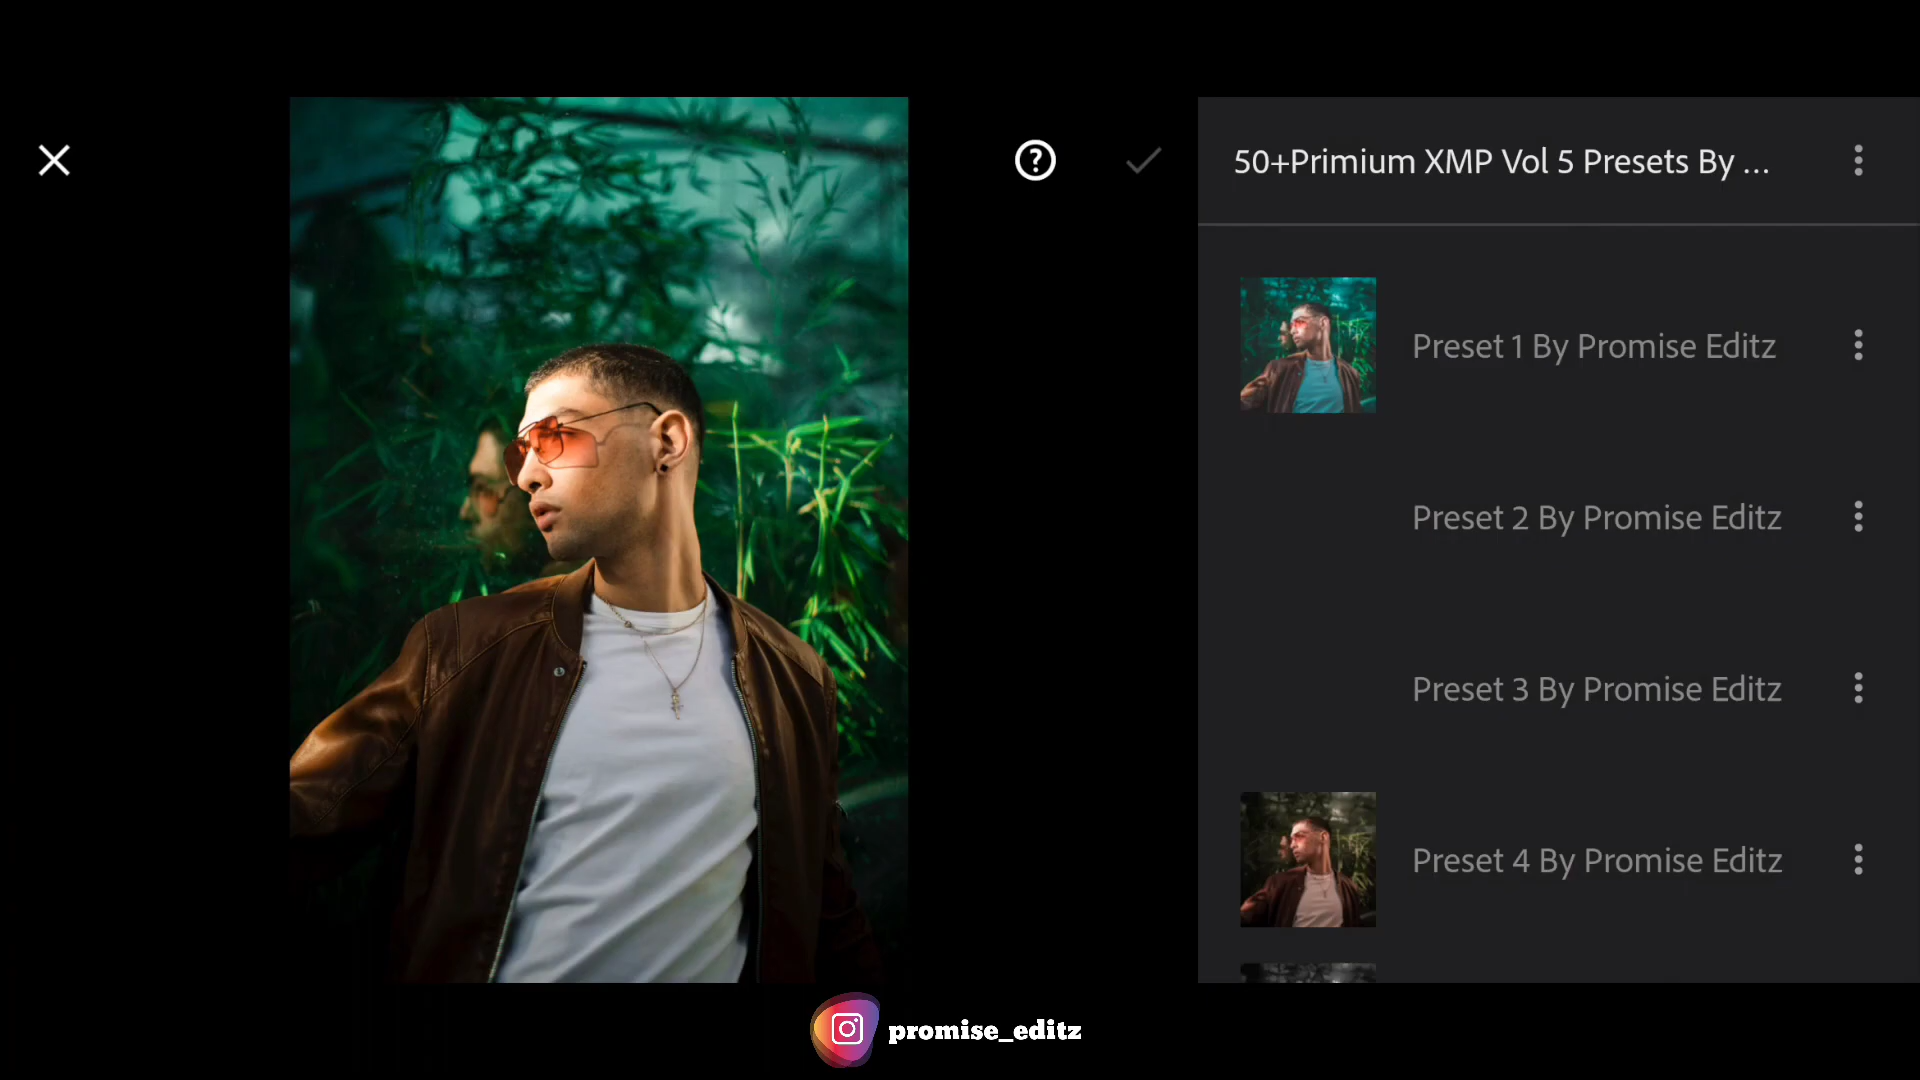 50+Primium XMP Vol 5 Presets By ...
Preset 1 By Promise Editz
Preset 2 By Promise Editz
Preset 3 By Promise Editz
Preset 4 By Promise Editz
promise_editz